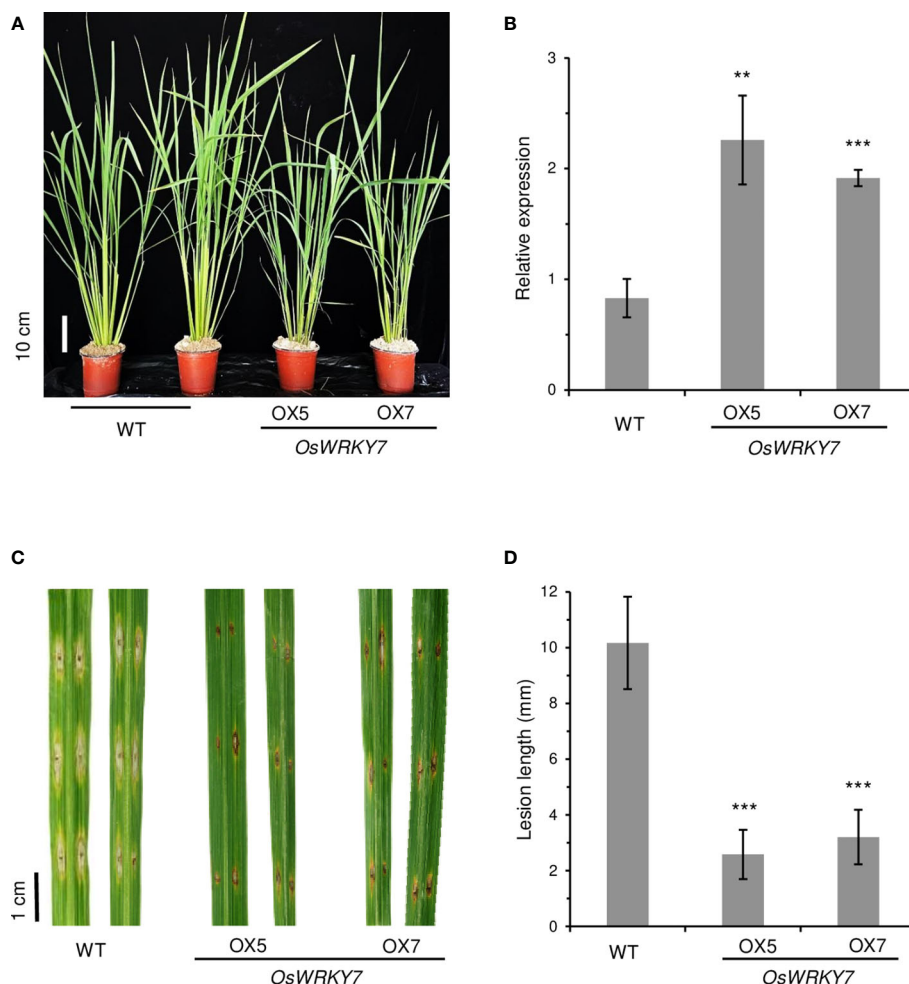 A
10 cm
WT
OX5 OX7
OsWRKY7
B
Relative expression
3
2
1
0
**
***
WT
OX5 OX7
OsWRKY7
C
1 cm
WT
OX5 OX7
OsWRKY7
D
Lesion length (mm)
12
10
8
6
4
2
0
***
***
WT
OX5 OX7
OsWRKY7